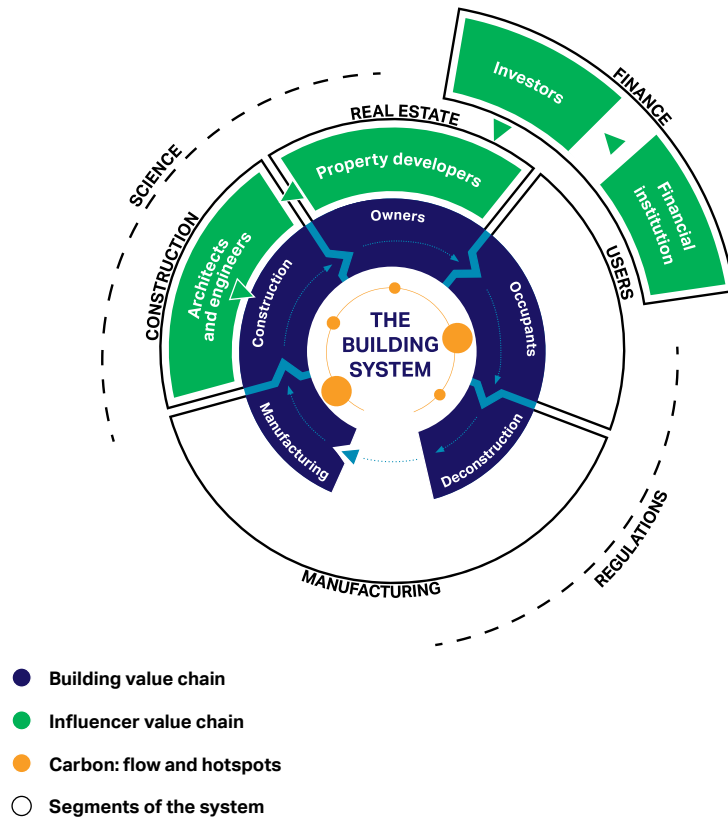 FINANCE
Investors
Financial
institution
REAL ESTATE
Property developers
SCIENCE
CONSTRUCTION
Architects
and engineers
USERS
Owners
Construction
Occupants
THE
BUILDING
SYSTEM
Manufacturing
Deconstruction
MANUFACTURING
REGULATIONS
Building value chain
Influencer value chain
Carbon: flow and hotspots
Segments of the system